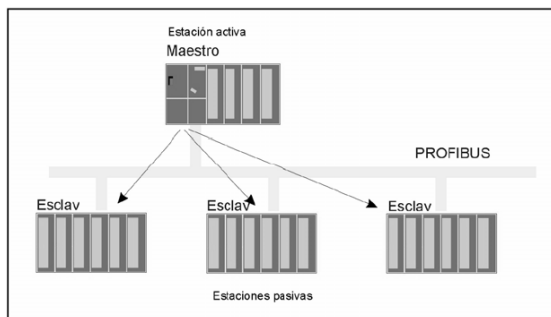 Estación activa
Maestro
PROFIBUS
Esclav
Esclav
Esclav
Estaciones pasivas